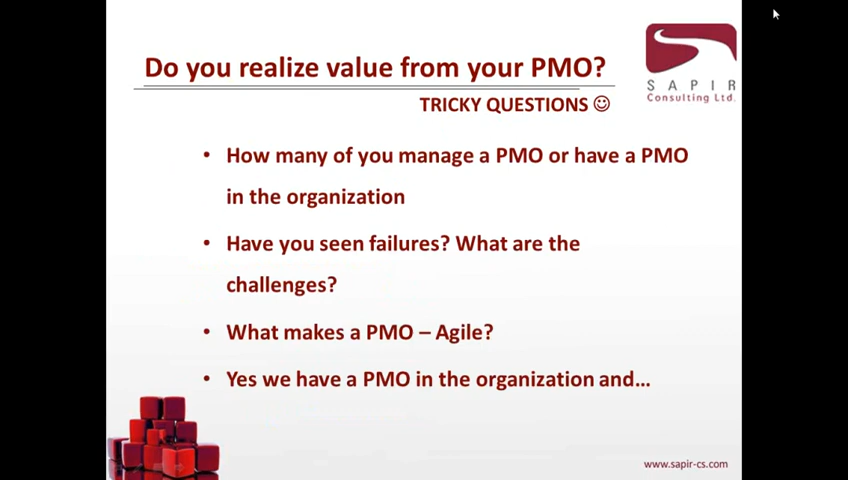 Do you realize value from your PMO?
TRICKY QUESTIONS ☺
SAPIR
Consulting Ltd.
• How many of you manage a PMO or have a PMO
in the organization
• Have you seen failures? What are the
challenges?
• What makes a PMO – Agile?
• Yes we have a PMO in the organization and…
www.sapir-cs.com